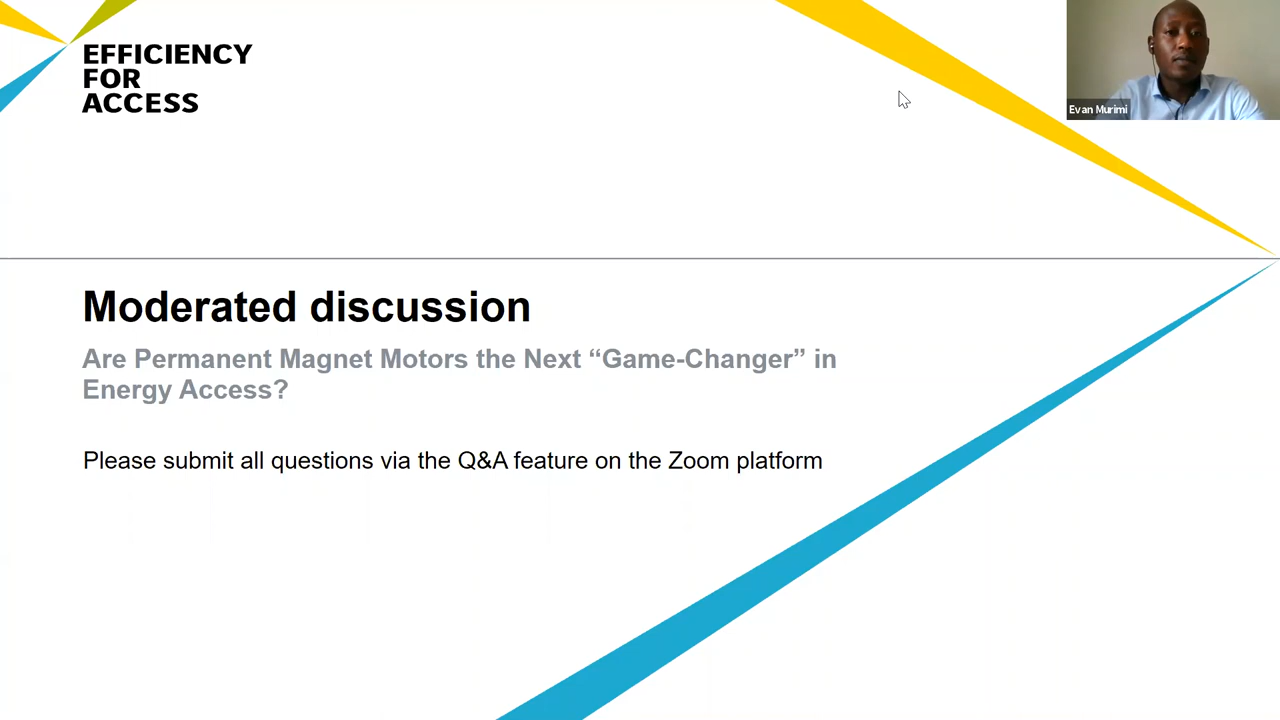 EFFICIENCY
FOR
ACCESS
Evan Murimi
Moderated discussion
Are Permanent Magnet Motors the Next “Game-Changer” in
Energy Access?
Please submit all questions via the Q&A feature on the Zoom platform